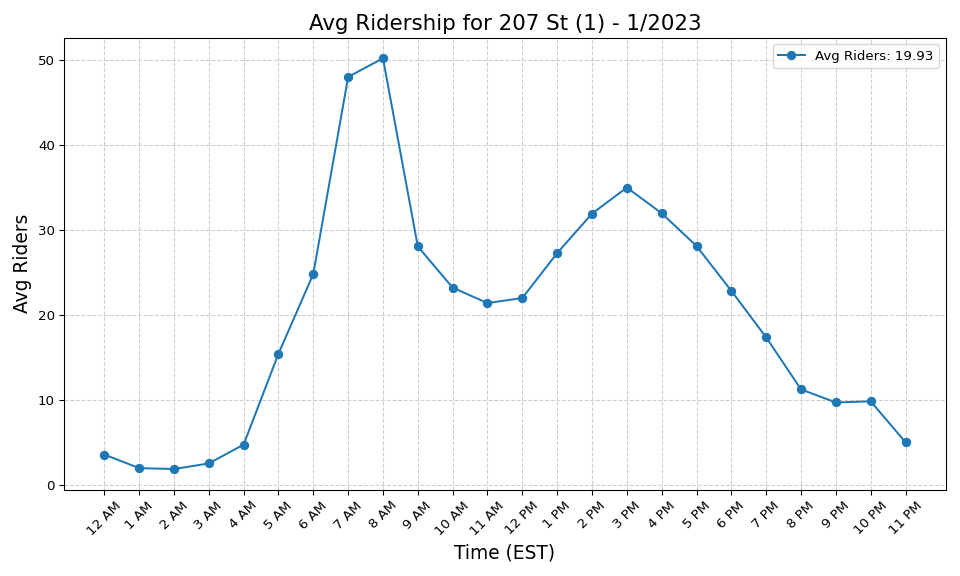 Avg Ridership for 207 St (1) - 1/2023
Avg Riders: 19.93
Avg Riders
50
40
30
20
10
0
12 AM
1 AM
2 AM
3 AM
4 AM
5 AM
6 AM
7 AM
8 AM
9 AM
10 AM
11 AM
12 PM
1 PM
2 PM
3 PM
4 PM
5 PM
6 PM
7 PM
8 PM
9 PM
10 PM
11 PM
Time (EST)